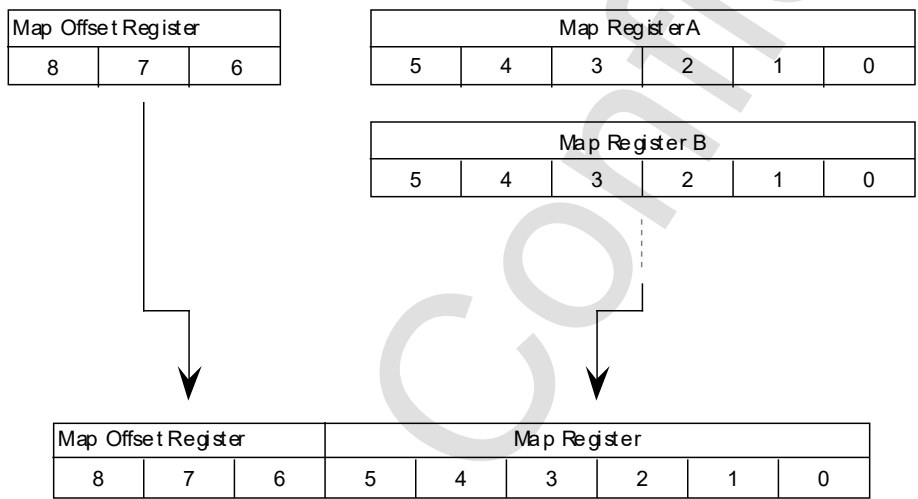 Map Offset Register
8 7 6
Map Register A
5 4 3 2 1 0
Map Register B
5 4 3 2 1 0
Map Offset Register Map Register
8 7 6 5 4 3 2 1 0
Confi